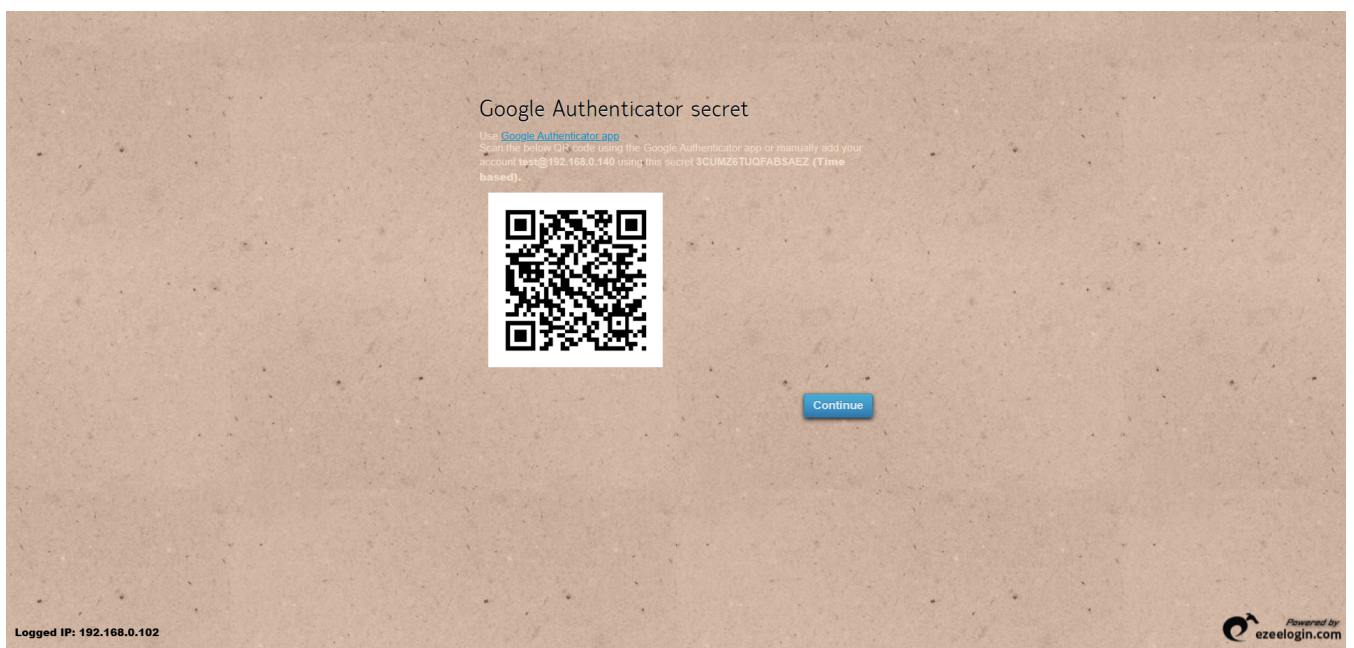 Google Authenticator secret
Use Google Authenticator app
Scan the below QR code using the Google Authenticator app or manually add your
account test@192.168.0.140 using this secret 3CUMZ6TUQFABSAEZ (Time
based).
Continue
Logged IP: 192.168.0.102
Powered by
ezeelogin.com